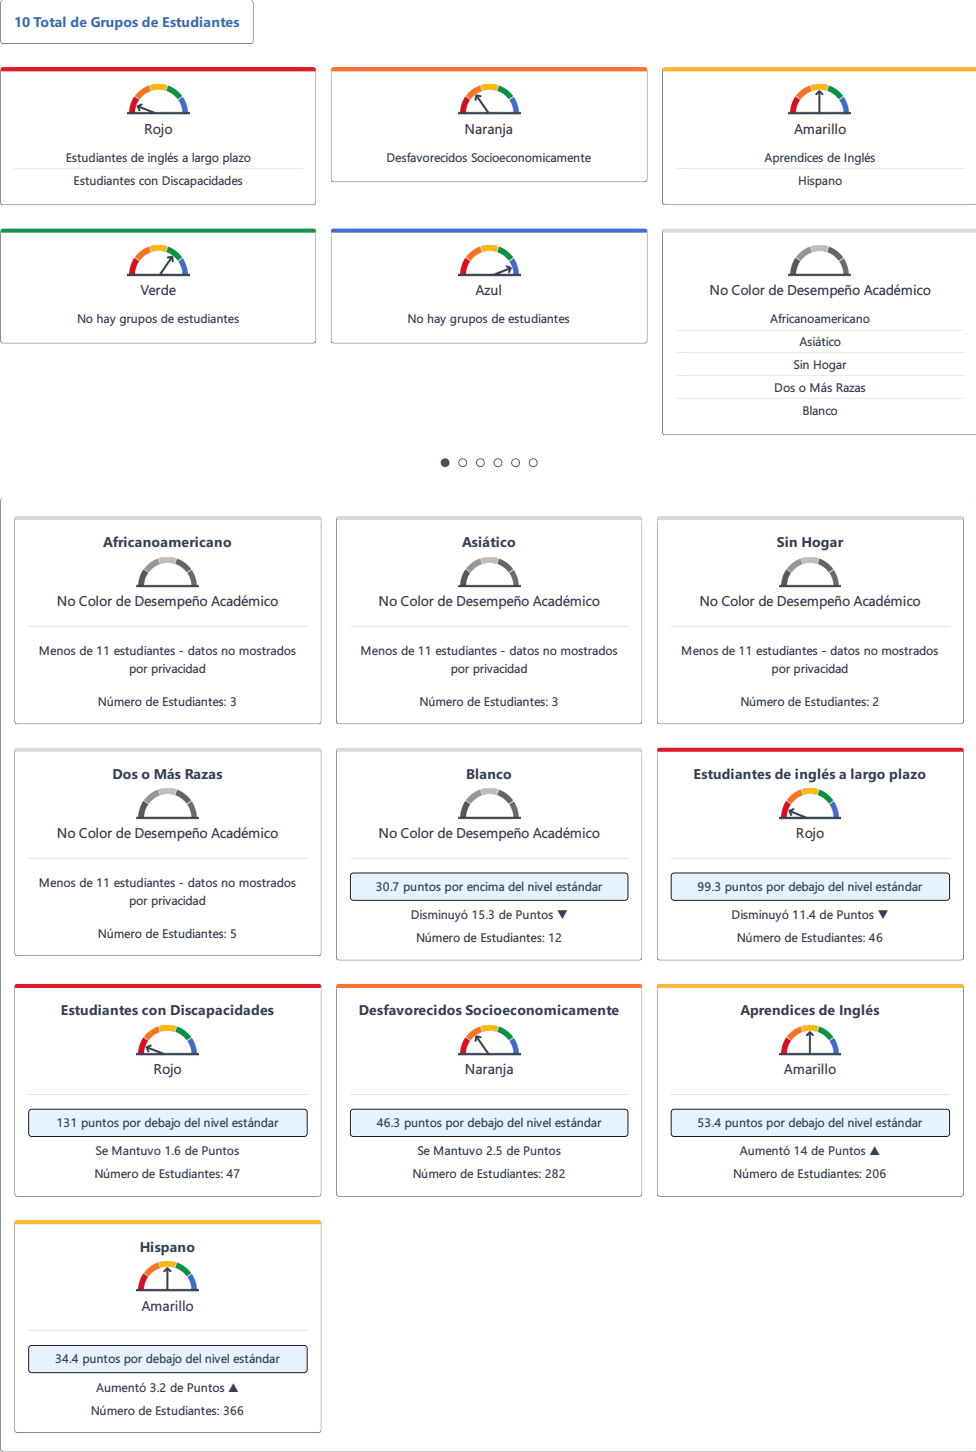 10 Total de Grupos de Estudiantes
Rojo
Estudiantes de inglés a largo plazo
Estudiantes con Discapacidades
Naranja
Desfavorecidos Socioeconomicamente
Amarillo
Aprendices de Inglés
Hispano
Verde
No hay grupos de estudiantes
Azul
No hay grupos de estudiantes
No Color de Desempeño Académico
Africanoamericano
Asiático
Sin Hogar
Dos o Más Razas
Blanco
Africanoamericano
No Color de Desempeño Académico
Menos de 11 estudiantes - datos no mostrados
por privacidad
Número de Estudiantes: 3
Asiático
No Color de Desempeño Académico
Menos de 11 estudiantes - datos no mostrados
por privacidad
Número de Estudiantes: 3
Sin Hogar
No Color de Desempeño Académico
Menos de 11 estudiantes - datos no mostrados
por privacidad
Número de Estudiantes: 2
Dos o Más Razas
No Color de Desempeño Académico
Menos de 11 estudiantes - datos no mostrados
por privacidad
Número de Estudiantes: 5
Blanco
No Color de Desempeño Académico
30.7 puntos por encima del nivel estándar
Disminuyó 15.3 de Puntos ▼
Número de Estudiantes: 12
Estudiantes de inglés a largo plazo
Rojo
99.3 puntos por debajo del nivel estándar
Disminuyó 11.4 de Puntos ▼
Número de Estudiantes: 46
Estudiantes con Discapacidades
Rojo
131 puntos por debajo del nivel estándar
Se Mantuvo 1.6 de Puntos
Número de Estudiantes: 47
Desfavorecidos Socioeconomicamente
Naranja
46.3 puntos por debajo del nivel estándar
Se Mantuvo 2.5 de Puntos
Número de Estudiantes: 282
Aprendices de Inglés
Amarillo
53.4 puntos por debajo del nivel estándar
Aumentó 14 de Puntos ▲
Número de Estudiantes: 206
Hispano
Amarillo
34.4 puntos por debajo del nivel estándar
Aumentó 3.2 de Puntos ▲
Número de Estudiantes: 366